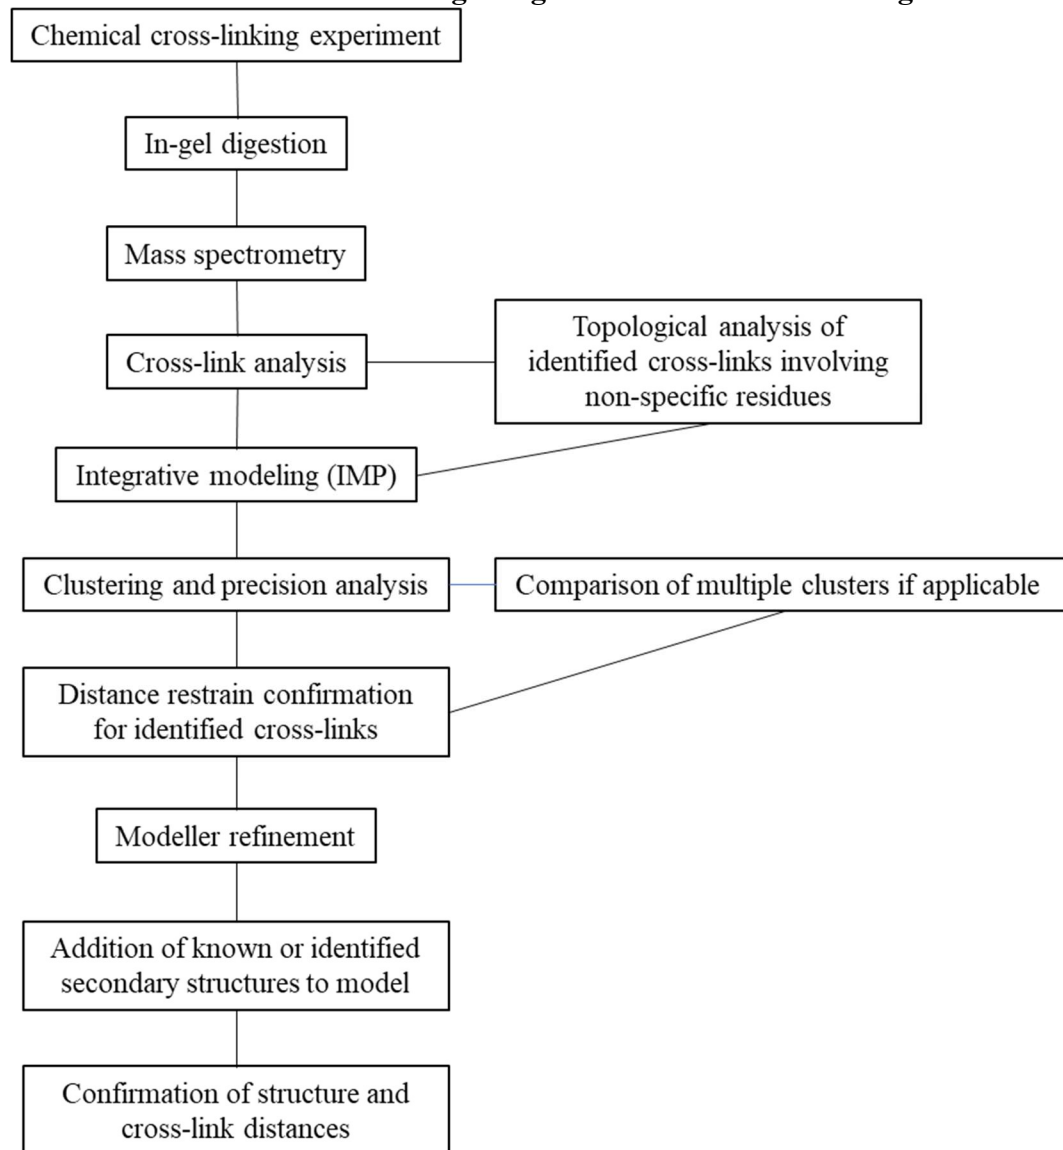 Chemical cross-linking experiment
In-gel digestion
Mass spectrometry
Cross-link analysis
Topological analysis of
identified cross-links involving
non-specific residues
Integrative modeling (IMP)
Clustering and precision analysis
Comparison of multiple clusters if applicable
Distance restrain confirmation
for identified cross-links
Modeller refinement
Addition of known or identified
secondary structures to model
Confirmation of structure and
cross-link distances